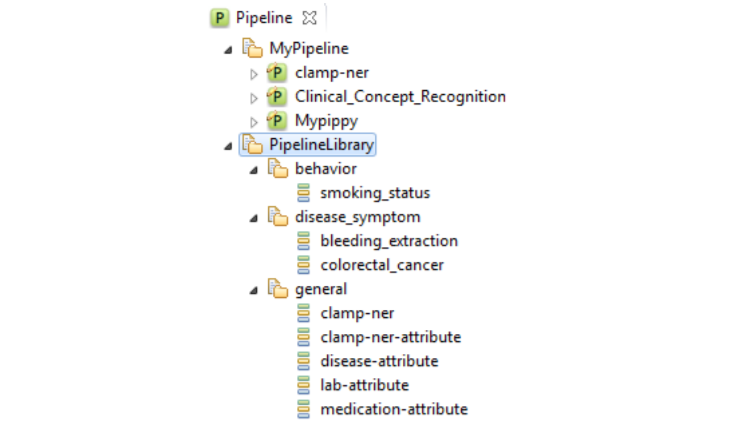 P Pipeline
MyPipeline
P clamp-ner
P Clinical_Concept_Recognition
P Mypippy
PipelineLibrary
behavior
smoking_status
disease_symptom
bleeding_extraction
colorectal_cancer
general
clamp-ner
clamp-ner-attribute
disease-attribute
lab-attribute
medication-attribute